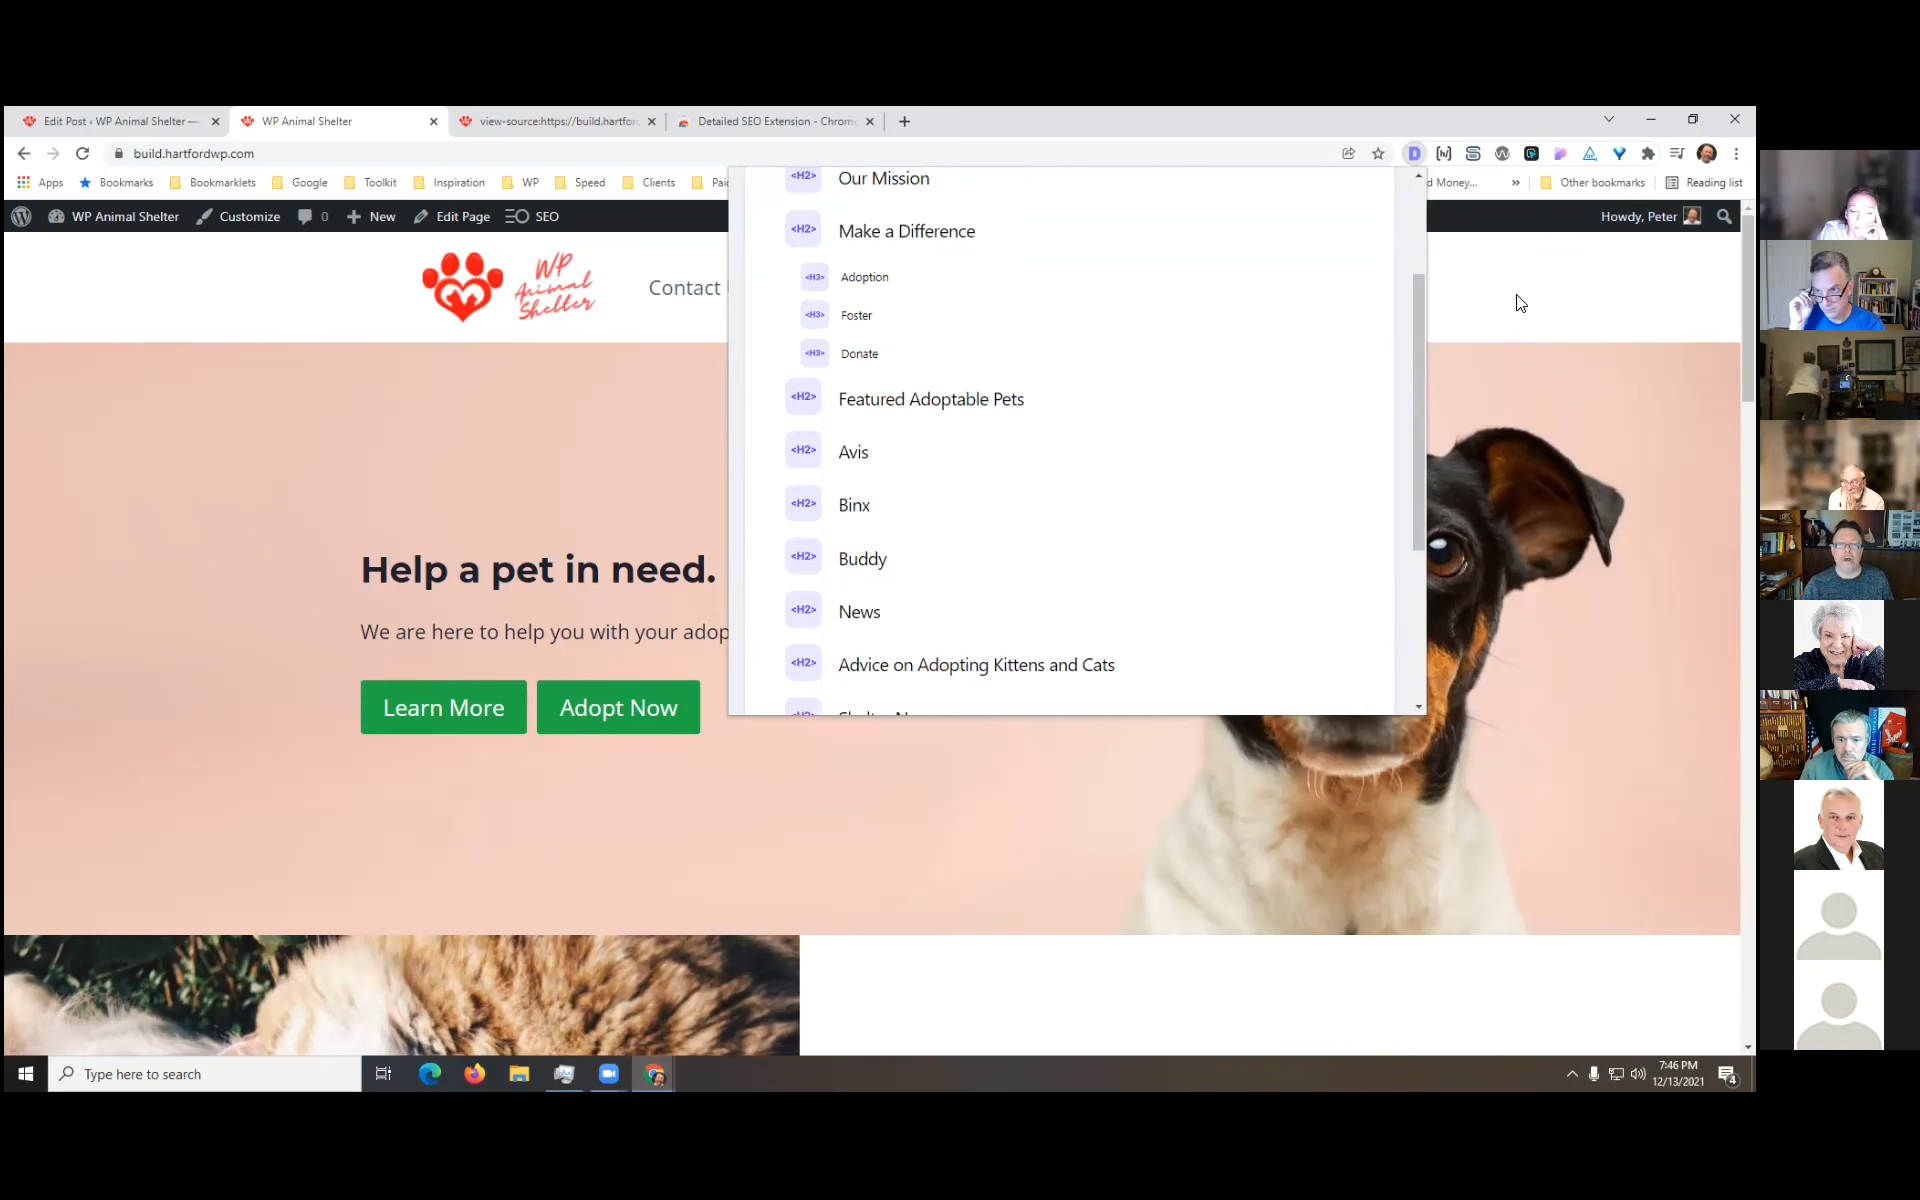 Edit Post ‹ WP Animal Shelter —
WP Animal Shelter
view-source:https://build.hartford
Detailed SEO Extension - Chrom
build.hartfordwp.com
Apps
Bookmarks
Bookmarklets
Google
Toolkit
Inspiration
WP
Speed
Clients
d Money...
»
Other bookmarks
Reading list
WP Animal Shelter
Customize
0
New
Edit Page
SEO
Howdy, Peter
WP
Animal
Shelter
Contact
<H2> Our Mission
<H2> Make a Difference
<H3> Adoption
<H3> Foster
<H3> Donate
<H2> Featured Adoptable Pets
<H2> Avis
<H2> Binx
<H2> Buddy
<H2> News
<H2> Advice on Adopting Kittens and Cats
Help a pet in need.
We are here to help you with your adop
Learn More
Adopt Now
Type here to search
7:46 PM
12/13/2021
4